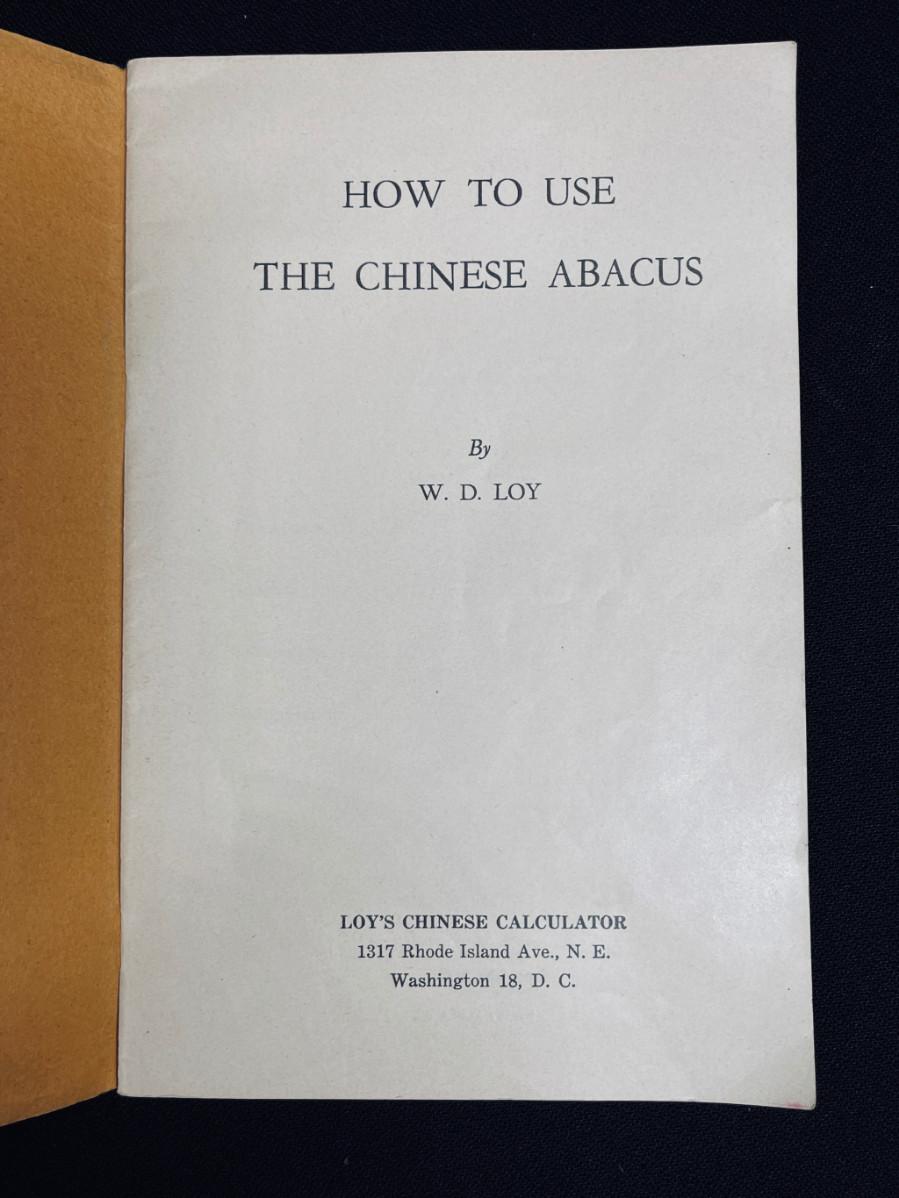 HOW TO USE
THE CHINESE ABACUS
By
W. D. LOY
LOY'S CHINESE CALCULATOR
1317 Rhode Island Ave., N. E.
Washington 18, D. C.